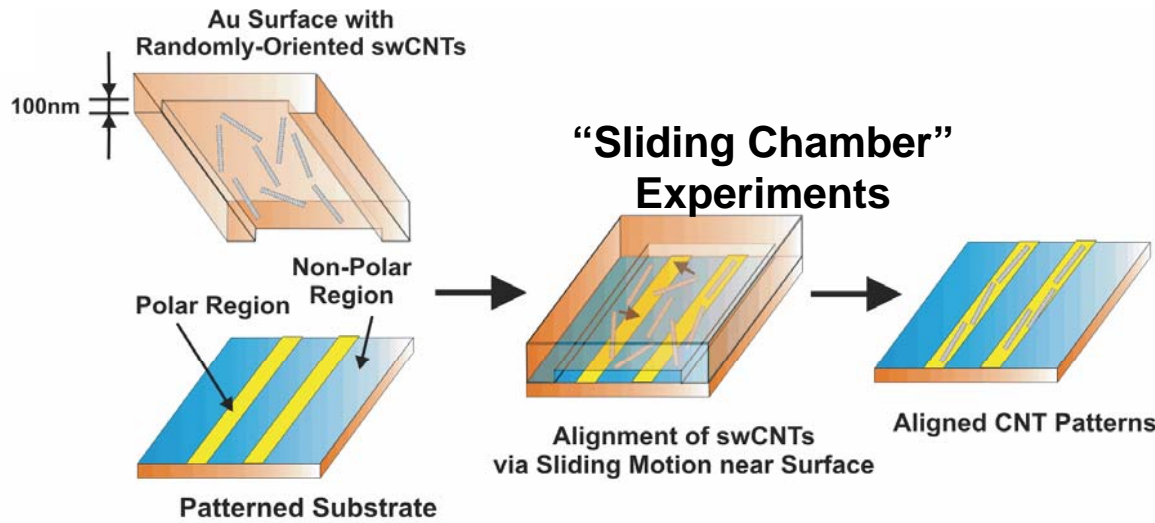 Au Surface with
Randomly-Oriented swCNTs
100nm
“Sliding Chamber”
Experiments
Non-Polar
Region
Polar Region
Patterned Substrate
Alignment of swCNTs
via Sliding Motion near Surface
Aligned CNT Patterns